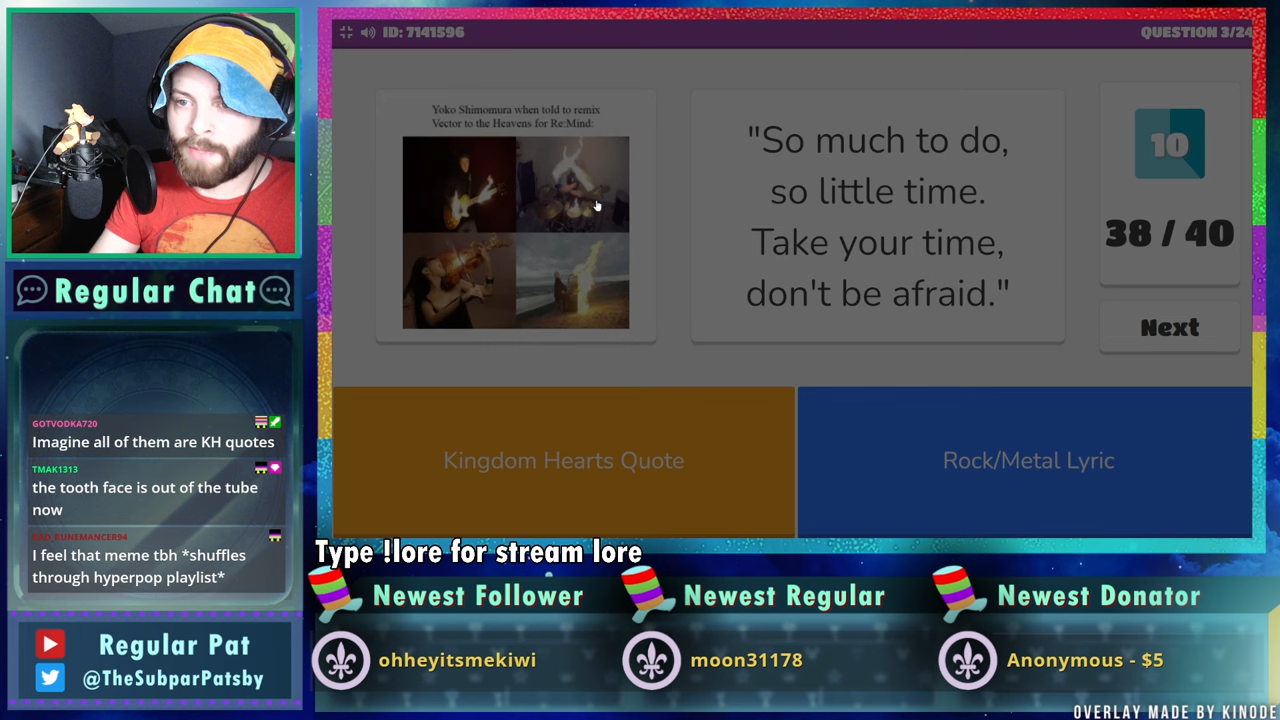 ID: 7141596
QUESTION 3/24
Yoko Shimomura when told to remix
Vector to the Heavens for Re:Mind:
"So much to do,
so little time.
Take your time,
don't be afraid."
10
38 / 40
Next
Kingdom Hearts Quote
Rock/Metal Lyric
Regular Chat
GOTVODKA720
Imagine all of them are KH quotes
TMAK1313
the tooth face is out of the tube
now
I feel that meme tbh *shuffles
through hyperpop playlist*
Type !lore for stream lore
Newest Follower
Newest Regular
Newest Donator
ohheyitsmekiwi
moon31178
Anonymous - $5
Regular Pat
@TheSubparPatsby
OVERLAY MADE BY KINODE